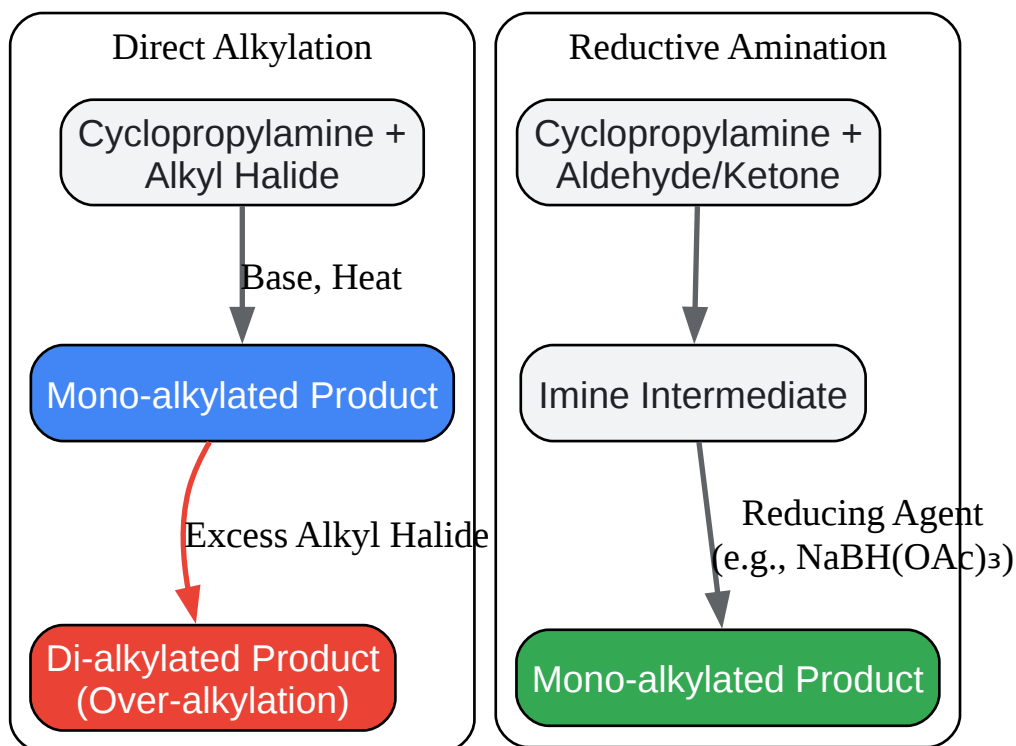 Direct Alkylation
Cyclopropylamine +
Alkyl Halide
Base, Heat
Mono-alkylated Product
Excess Alkyl Halide
Di-alkylated Product
(Over-alkylation)
Reductive Amination
Cyclopropylamine +
Aldehyde/Ketone
Imine Intermediate
Reducing Agent
(e.g., NaBH(OAc)₃)
Mono-alkylated Product